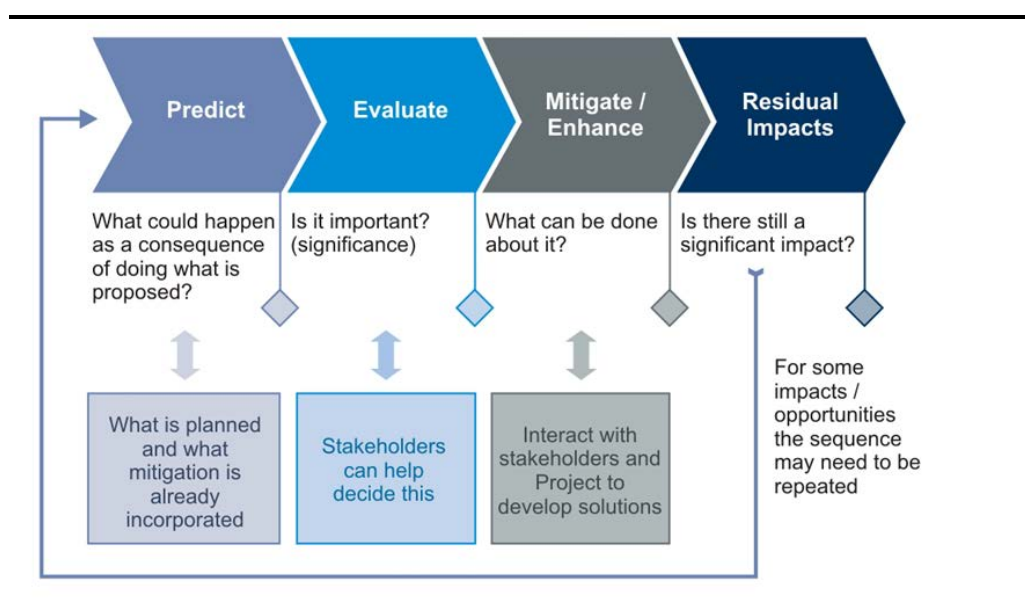 Predict
Evaluate
Mitigate /
Enhance
Residual
Impacts
What could happen
as a consequence
of doing what is
proposed?
Is it important?
(significance)
What can be done
about it?
Is there still a
significant impact?
What is planned
and what
mitigation is
already
incorporated
Stakeholders
can help
decide this
Interact with
stakeholders and
Project to
develop solutions
For some
impacts /
opportunities
the sequence
may need to be
repeated